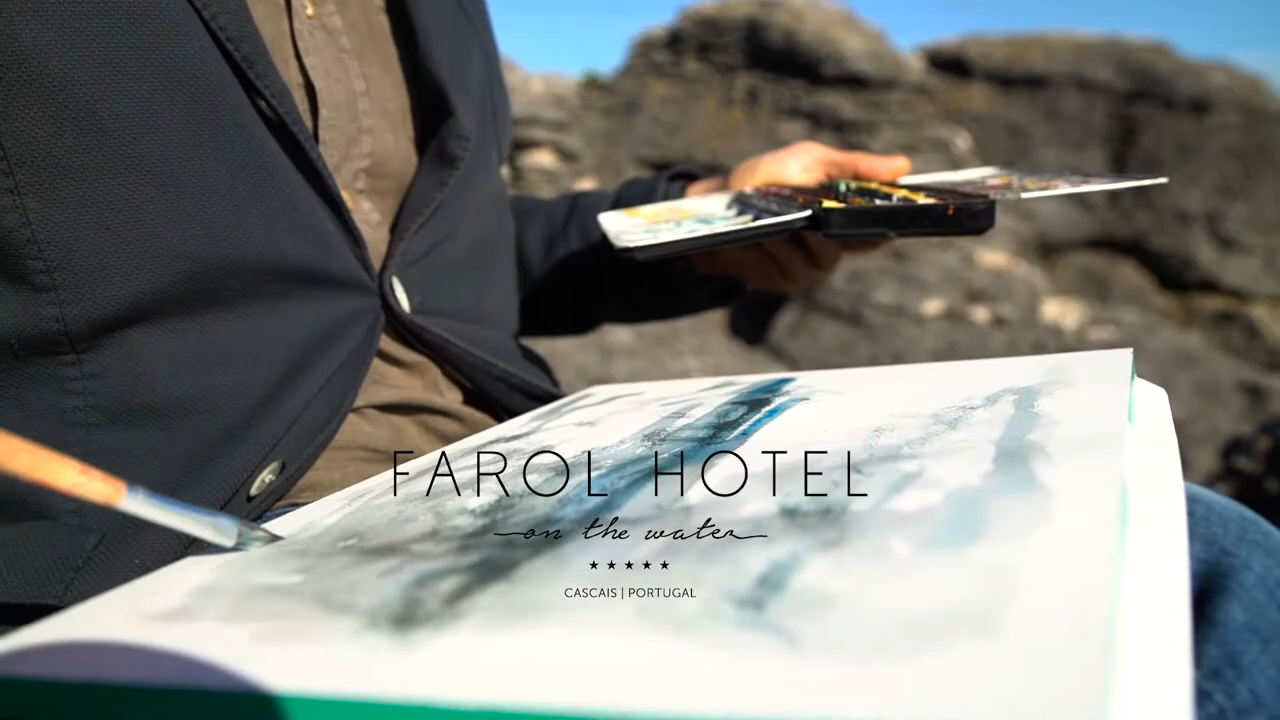 FAROL HOTEL
on the water
★★★★★
CASCAIS | PORTUGAL